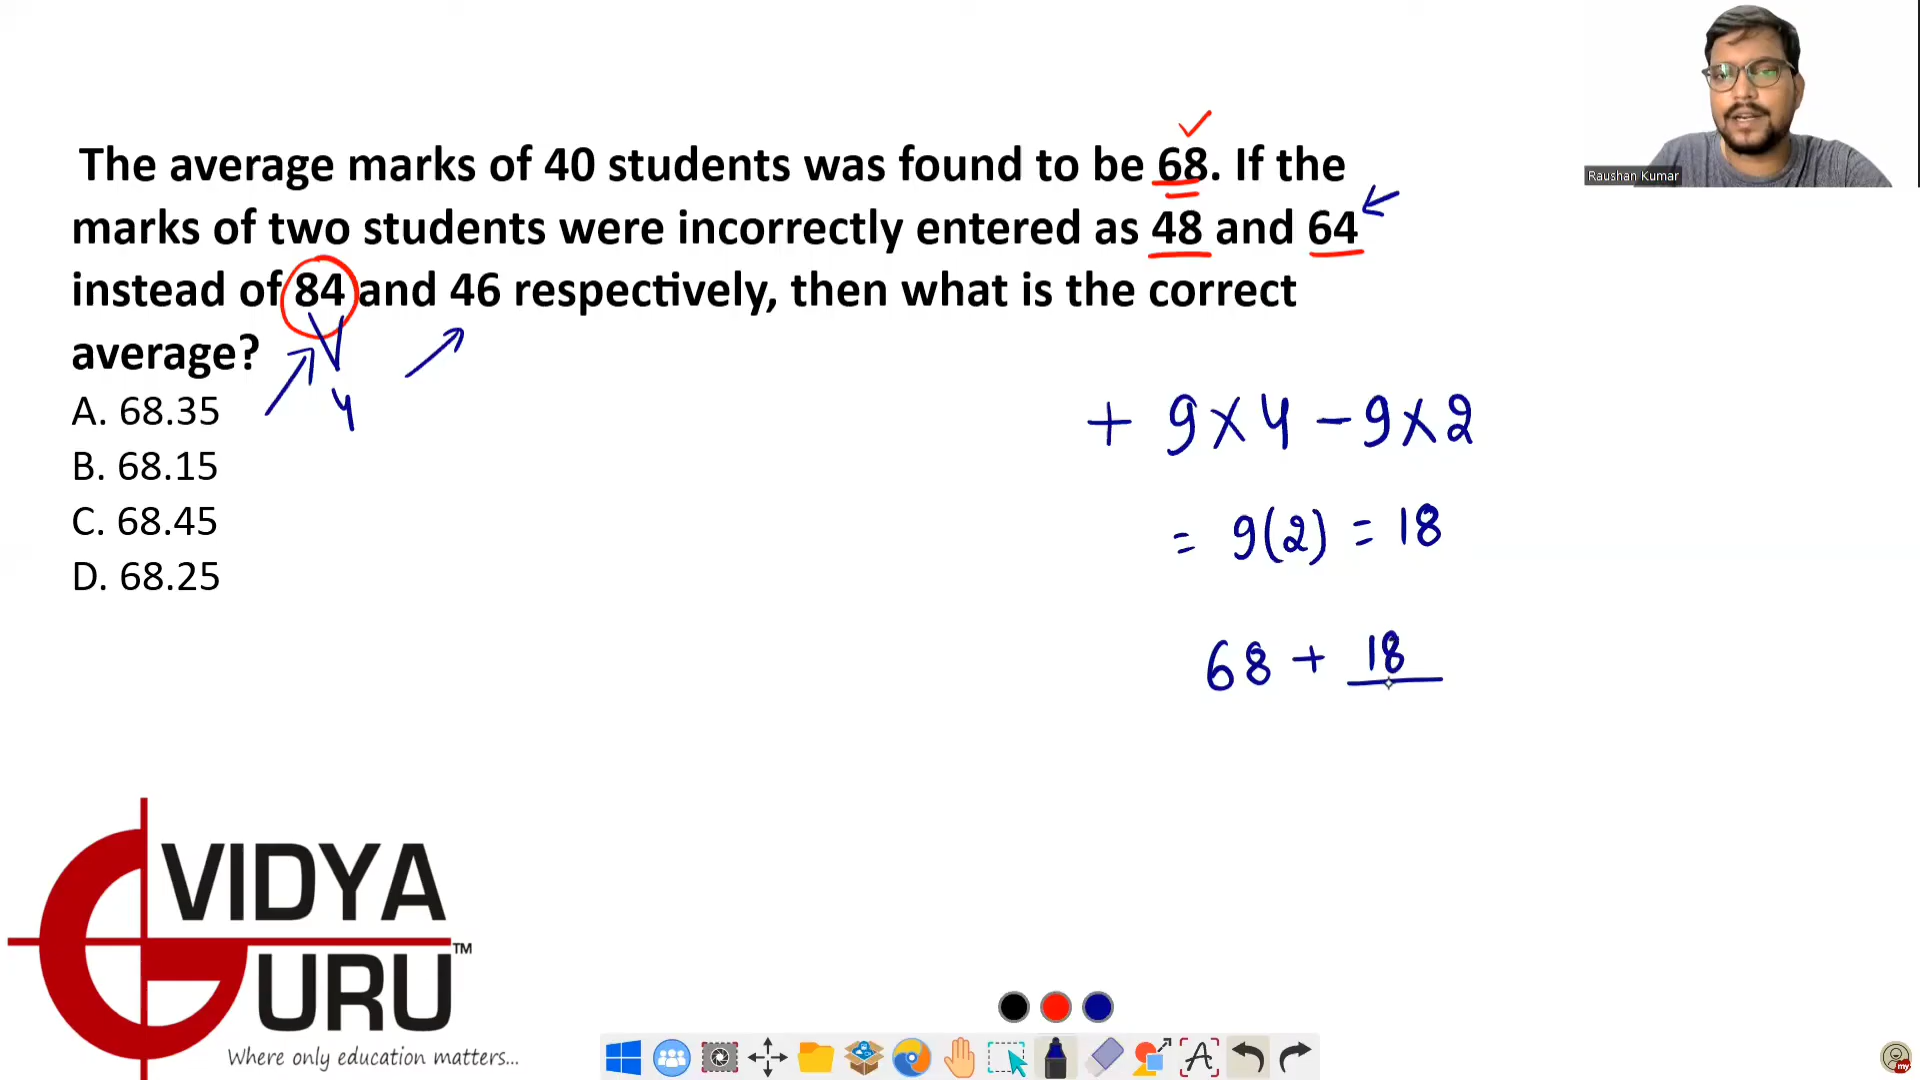 Raushan Kumar
The average marks of 40 students was found to be 68. If the
marks of two students were incorrectly entered as 48 and 64
instead of 84 and 46 respectively, then what is the correct
average?
4
A. 68.35
B. 68.15
C. 68.45
D. 68.25
+ 9 × 4 − 9 × 2
= 9(2) = 18
68 + 18
VIDYA
GURU™
Where only education matters...
A
my